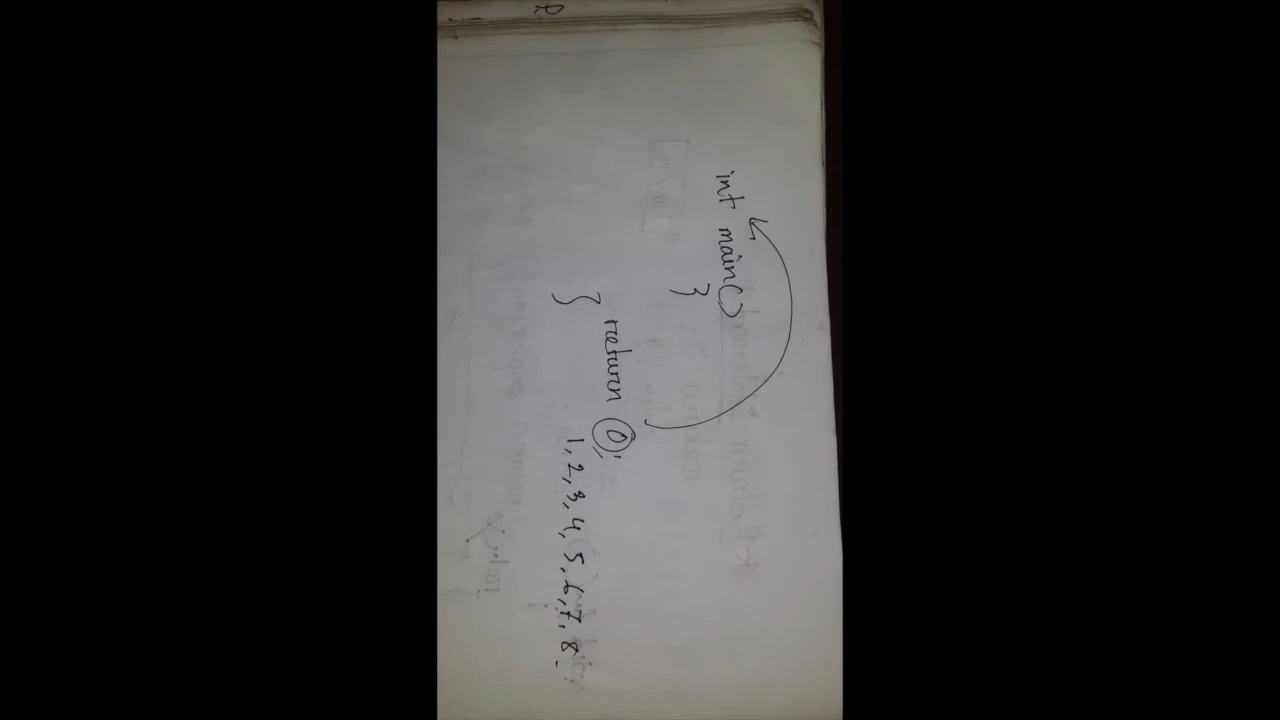 int main()
{
return 0;
} 1, 2, 3, 4, 5, 6, 7, 8 -